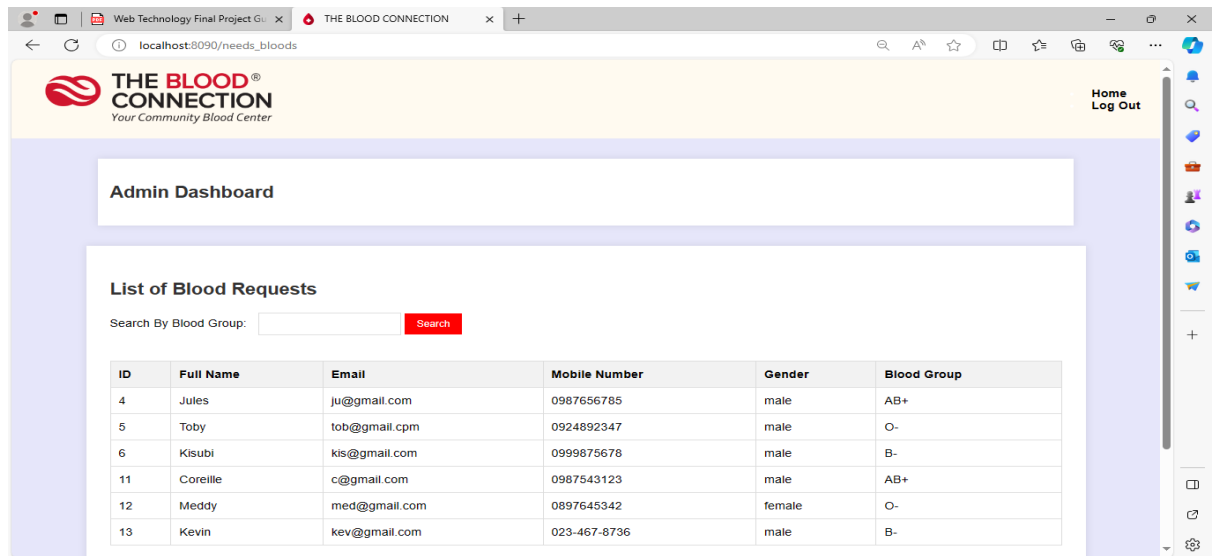 Web Technology Final Project Gu
THE BLOOD CONNECTION
localhost:8090/needs_bloods
THE BLOOD®
CONNECTION
Your Community Blood Center
Home
Log Out
Admin Dashboard
List of Blood Requests
Search By Blood Group: Search
ID Full Name Email Mobile Number Gender Blood Group
4 Jules ju@gmail.com 0987656785 male AB+
5 Toby tob@gmail.cpm 0924892347 male O-
6 Kisubi kis@gmail.com 0999875678 male B-
11 Coreille c@gmail.com 0987543123 male AB+
12 Meddy med@gmail.com 0897645342 female O-
13 Kevin kev@gmail.com 023-467-8736 male B-